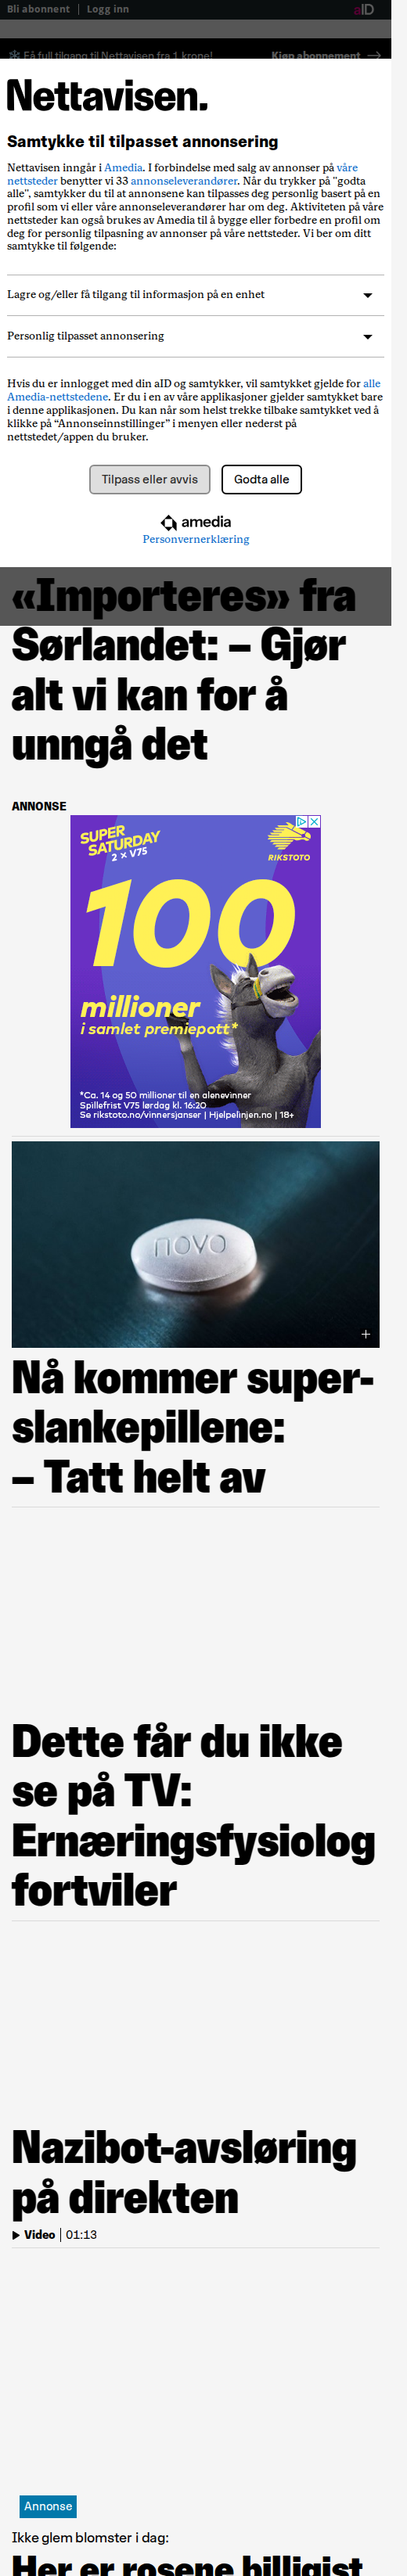 Bli abonnent | Logg inn
aID
Få full tilgang til Nettavisen fra 1 krone!
Kjøp abonnement →
Nettavisen.
Samtykke til tilpasset annonsering
Nettavisen inngår i Amedia. I forbindelse med salg av annonser på våre
nettsteder benytter vi 33 annonseleverandører. Når du trykker på "godta
alle", samtykker du til at annonsene kan tilpasses deg personlig basert på en
profil som vi eller våre annonseleverandører har om deg. Aktiviteten på våre
nettsteder kan også brukes av Amedia til å bygge eller forbedre en profil om
deg for personlig tilpasning av annonser på våre nettsteder. Vi ber om ditt
samtykke til følgende:
Lagre og/eller få tilgang til informasjon på en enhet
Personlig tilpasset annonsering
Hvis du er innlogget med din aID og samtykker, vil samtykket gjelde for alle
Amedia-nettstedene. Er du i en av våre applikasjoner gjelder samtykket bare
i denne applikasjonen. Du kan når som helst trekke tilbake samtykket ved å
klikke på “Annonseinnstillinger” i menyen eller nederst på
nettstedet/appen du bruker.
Tilpass eller avvis
Godta alle
amedia
Personvernerklæring
«Importeres» fra
Sørlandet: – Gjør
alt vi kan for å
unngå det
ANNONSE
SUPER
SATURDAY
2 x V75
RIKSTOTO
100
millioner
i samlet premiepott*
*Ca. 14 og 50 millioner til en alenevinner
Spillefrist V75 lørdag kl. 16:20
Se rikstoto.no/vinnersjanser | Hjelpelinjen.no | 18+
novo
Nå kommer super-
slankepillene:
– Tatt helt av
Dette får du ikke
se på TV:
Ernæringsfysiolog
fortviler
Nazibot-avsløring
på direkten
Video | 01:13
Annonse
Ikke glem blomster i dag:
Her er rosene billigst